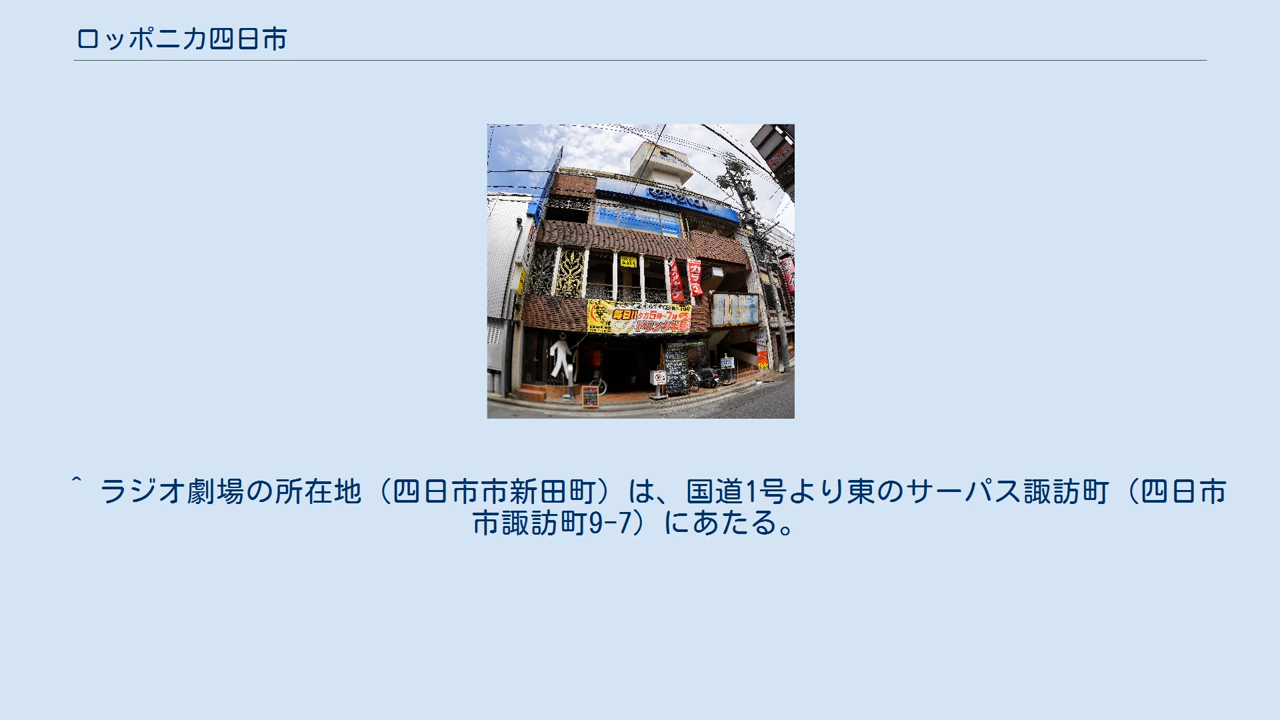 ロッポニカ四日市
毎日!!
^ ラジオ劇場の所在地（四日市市新田町）は、国道1号より東のサーパス諏訪町（四日市
市諏訪町9-7）にあたる。